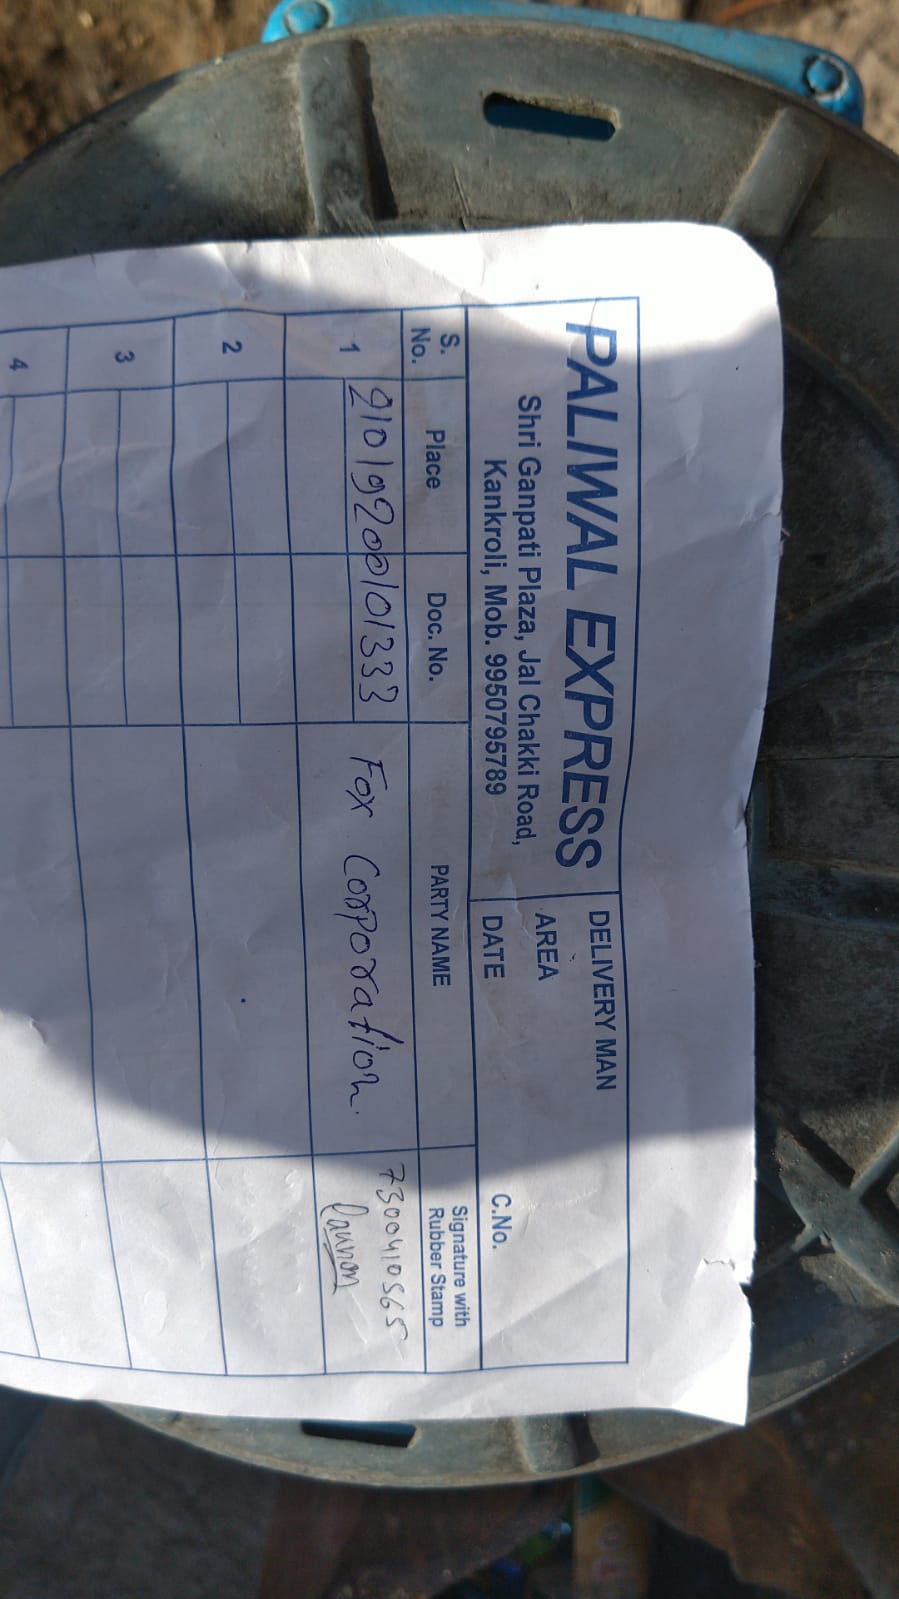 PALIWAL EXPRESS
Shri Ganpati Plaza, Jal Chakki Road,
Kankroli, Mob. 9950795789
DELIVERY MAN
AREA
DATE
C.No.
S. No.
Place
Doc. No.
PARTY NAME
Signature with Rubber Stamp
1
21019200101333
Fox Corporation.
7300410565
2
3
4